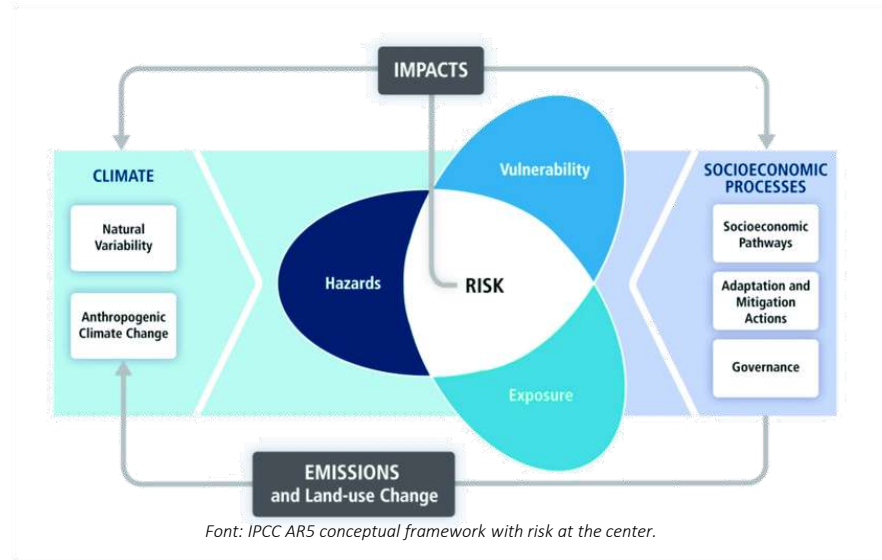 IMPACTS
CLIMATE
Natural
Variability
Anthropogenic
Climate Change
Vulnerability
Hazards
RISK
Exposure
SOCIOECONOMIC
PROCESSES
Socioeconomic
Pathways
Adaptation and
Mitigation
Actions
Governance
EMISSIONS
and Land-use Change
Font: IPCC AR5 conceptual framework with risk at the center.